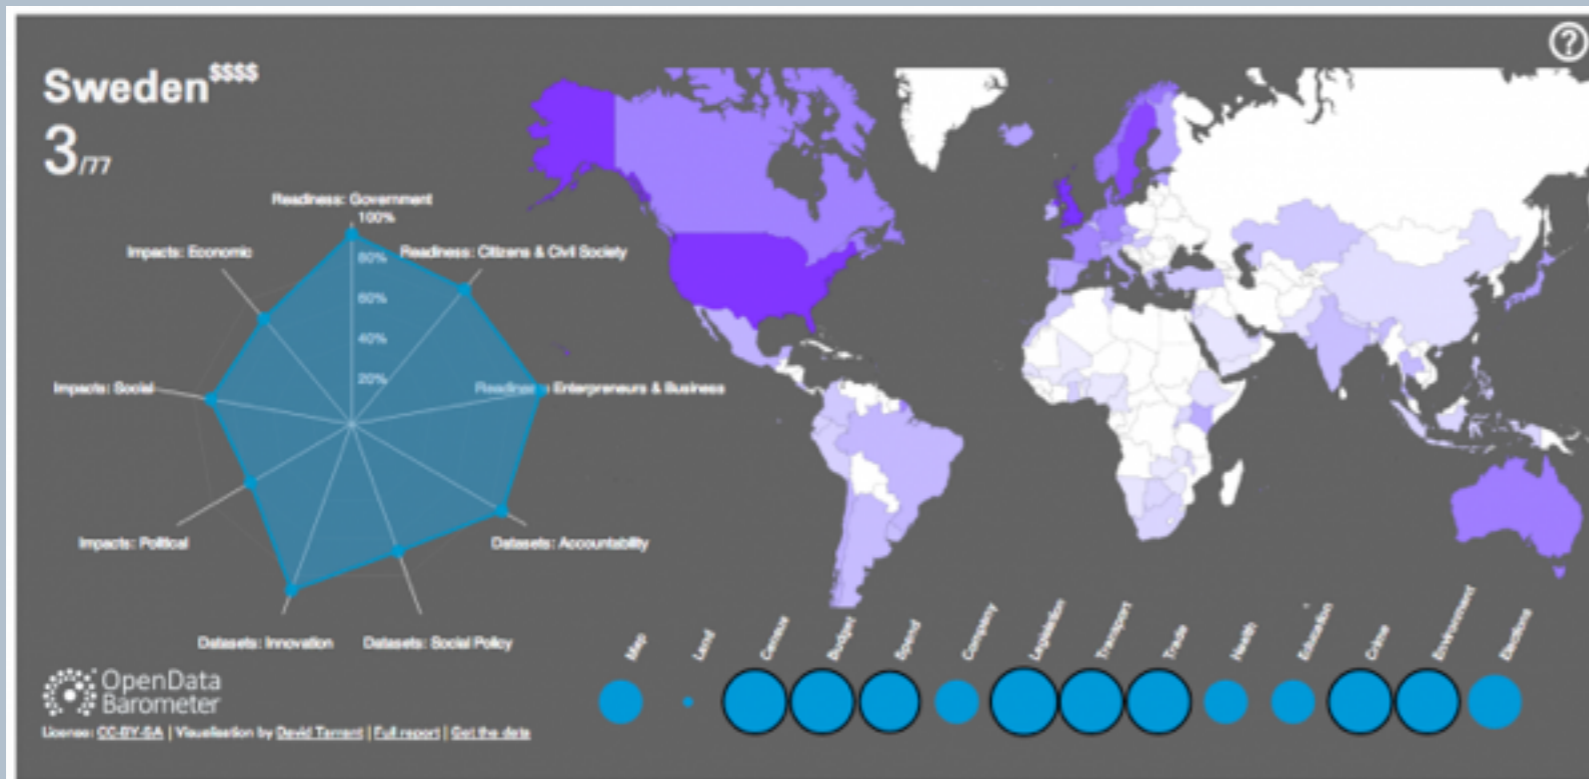 Sweden$$$$
3/77
Readiness: Government
100%
Impacts: Economic
80%
Readiness: Citizens & Civil Society
60%
40%
20%
Impacts: Social
Readiness: Enterpreneurs & Business
Impacts: Political
Datasets: Accountability
Datasets: Innovation
Datasets: Social Policy
Map
Land
Census
Budget
Spend
Company
Legislation
Transport
Trade
Health
Education
Crime
Environment
Elections
OpenData
Barometer
License: CC-BY-SA | Visualisation by David Tarrant | Full report | Get the data
?